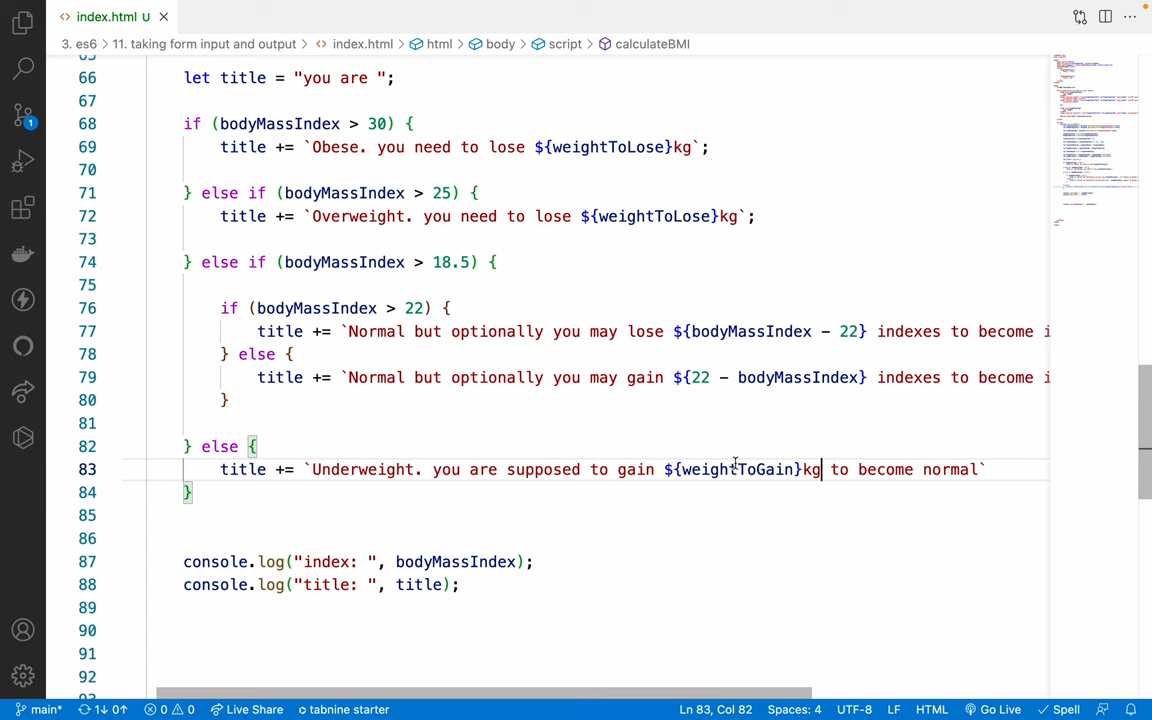 index.html U
3. es6 > 11. taking form input and output > index.html > html > body > script > calculateBMI
65
66 let title = "you are ";
67
68 if (bodyMassIndex > 30) {
69 title += `Obese. you need to lose ${weightToLose}kg`;
70
71 } else if (bodyMassIndex > 25) {
72 title += `Overweight. you need to lose ${weightToLose}kg`;
73
74 } else if (bodyMassIndex > 18.5) {
75
76 if (bodyMassIndex > 22) {
77 title += `Normal but optionally you may lose ${bodyMassIndex - 22} indexes to become i
78 } else {
79 title += `Normal but optionally you may gain ${22 - bodyMassIndex} indexes to become i
80 }
81
82 } else {
83 title += `Underweight. you are supposed to gain ${weightToGain}kg to become normal`
84 }
85
86
87 console.log("index: ", bodyMassIndex);
88 console.log("title: ", title);
89
90
91
92
93
1
main* 1↓ 0↑ 0 0 Live Share tabnine starter Ln 83, Col 82 Spaces: 4 UTF-8 LF HTML Go Live Spell